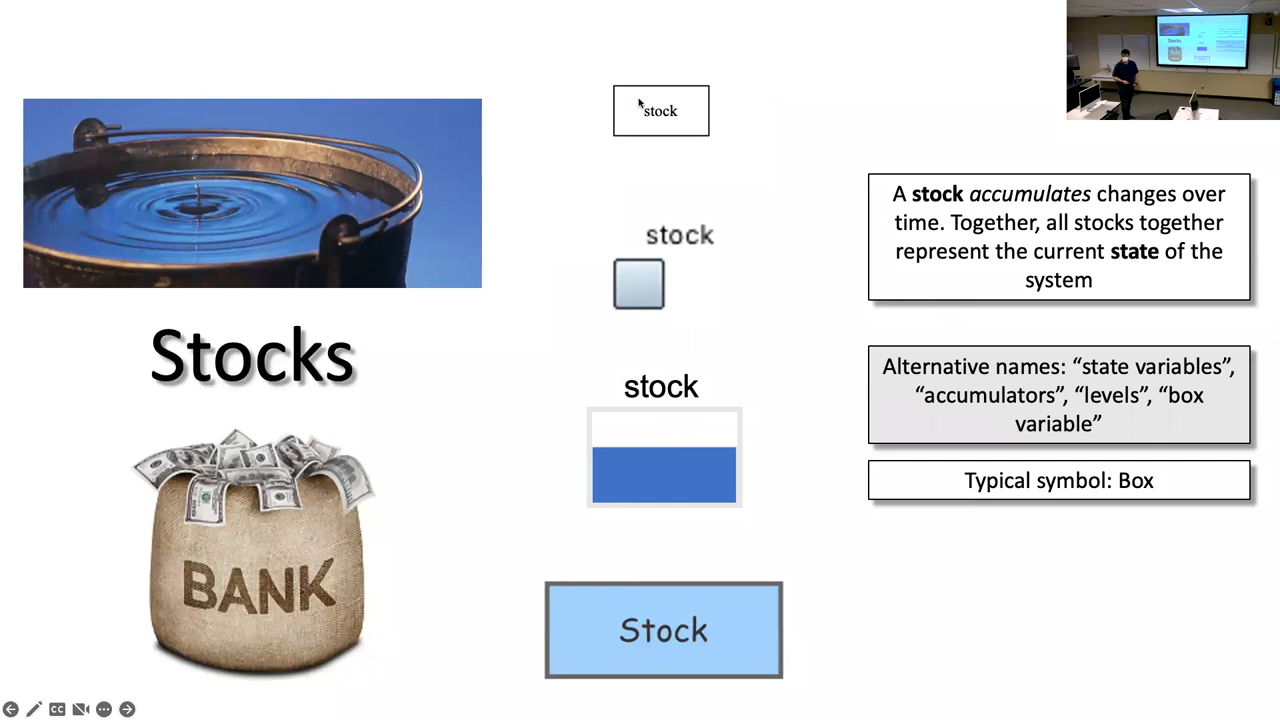 stock
stock
Stocks
stock
BANK
Stock
A stock accumulates changes over
time. Together, all stocks together
represent the current state of the
system
Alternative names: “state variables”,
“accumulators”, “levels”, “box
variable”
Typical symbol: Box
CC